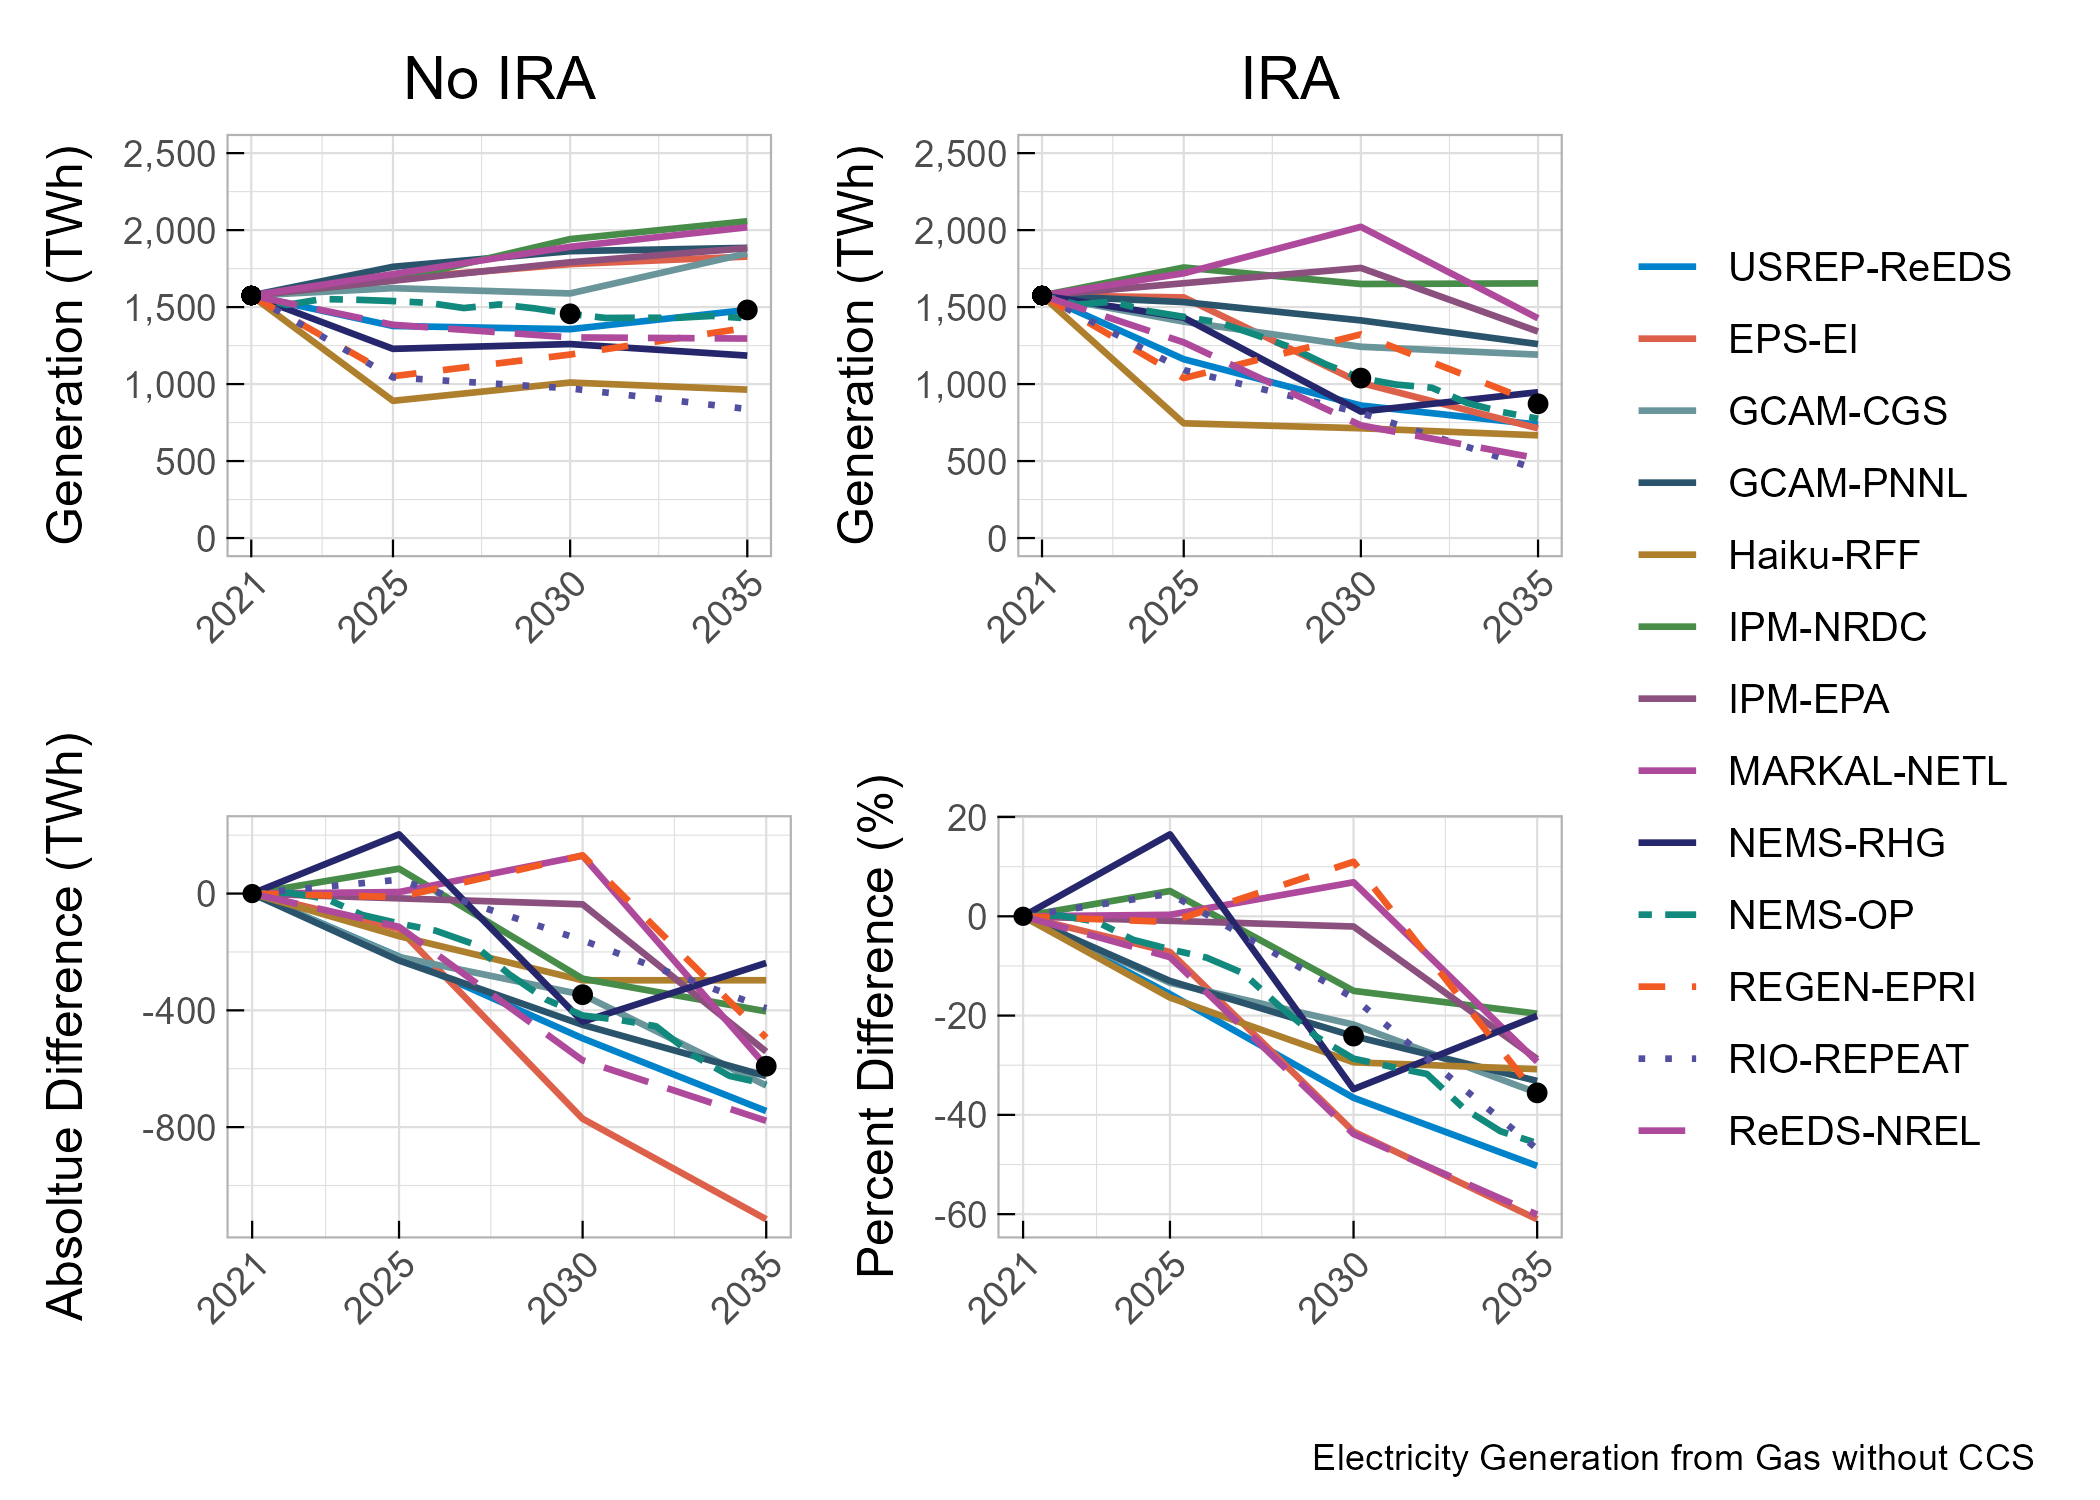 No IRA
IRA
Generation (TWh)
2,500
2,000
1,500
1,000
500
0
2021
2025
2030
2035
Generation (TWh)
2,500
2,000
1,500
1,000
500
0
2021
2025
2030
2035
Absoltue Difference (TWh)
0
-400
-800
2021
2025
2030
2035
Percent Difference (%)
20
0
-20
-40
-60
2021
2025
2030
2035
USREP-ReEDS
EPS-EI
GCAM-CGS
GCAM-PNNL
Haiku-RFF
IPM-NRDC
IPM-EPA
MARKAL-NETL
NEMS-RHG
NEMS-OP
REGEN-EPRI
RIO-REPEAT
ReEDS-NREL
Electricity Generation from Gas without CCS